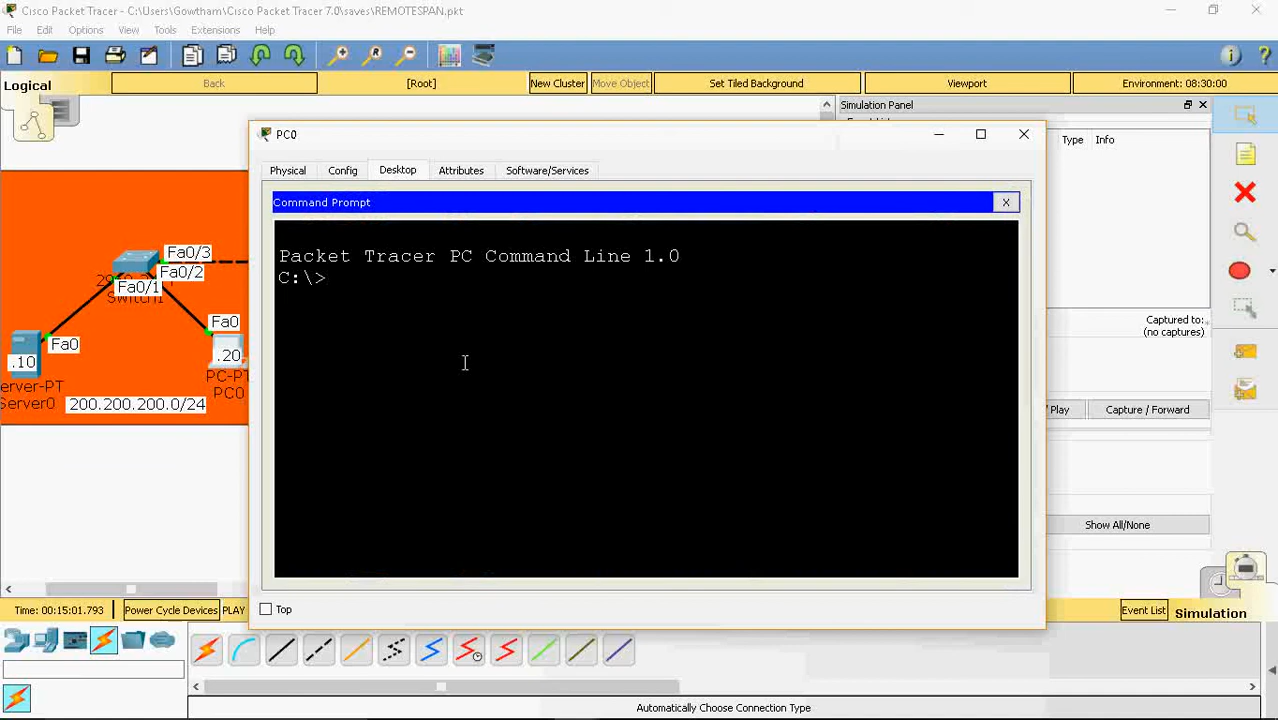 Cisco Packet Tracer - C:\Users\Gowtham\Cisco Packet Tracer 7.0\saves\REMOTESPAN.pkt
File Edit Options View Tools Extensions Help
Logical Back [Root] New Cluster Move Object Set Tiled Background Viewport Environment: 08:30:00
Simulation Panel
PC0
Type Info
Physical Config Desktop Attributes Software/Services
Command Prompt X
Packet Tracer PC Command Line 1.0
C:\>
Fa0/3
Fa0/2
Fa0/1
Switch1
Fa0
Fa0
.10
.20
erver-PT
Server0
PC-PT
PC0
200.200.200.0/24
Captured to:
(no captures)
/ Play Capture / Forward
Show All/None
Time: 00:15:01.793 Power Cycle Devices PLAY
Top
Event List Simulation
Automatically Choose Connection Type